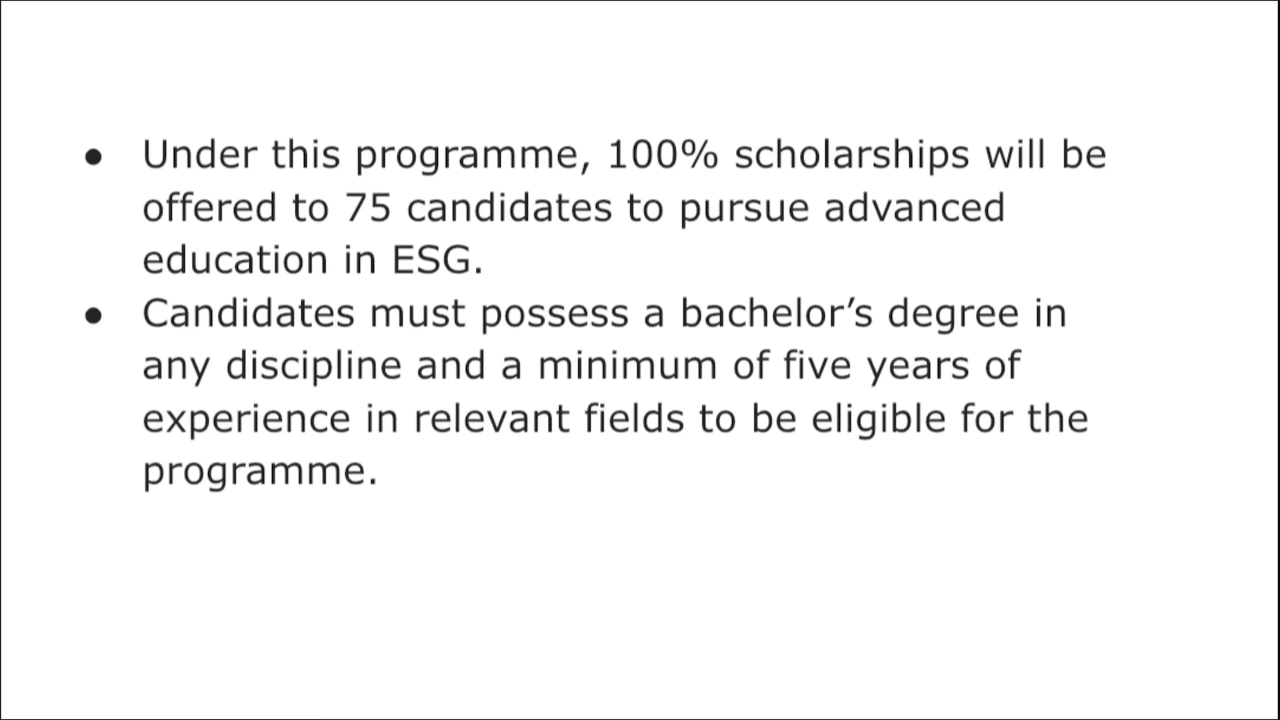 ● Under this programme, 100% scholarships will be
offered to 75 candidates to pursue advanced
education in ESG.
● Candidates must possess a bachelor’s degree in
any discipline and a minimum of five years of
experience in relevant fields to be eligible for the
programme.